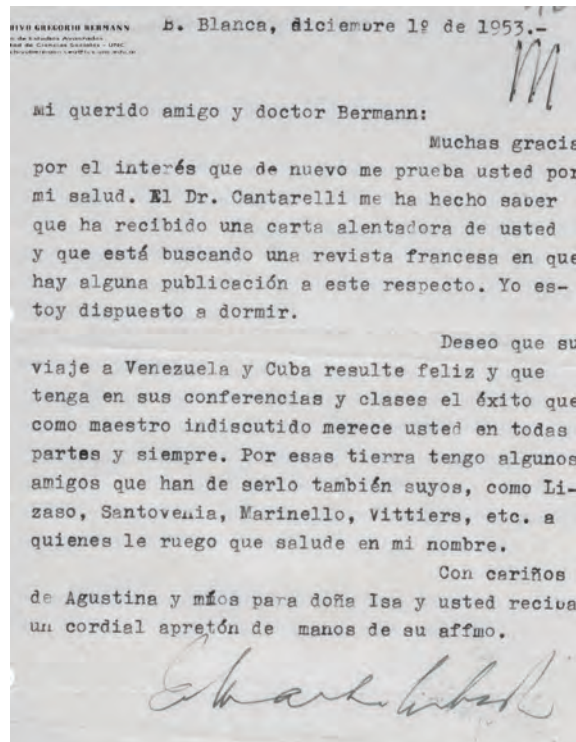 B. Blanca, diciembre 1º de 1953.-
Mi querido amigo y doctor Bermann:
Muchas gracia
por el interés que de nuevo me prueba usted por
mi salud. El Dr. Cantarelli me ha hecho saber
que ha recibido una carta alentadora de usted
y que está buscando una revista francesa en que
hay alguna publicación a este respecto. Yo es-
toy dispuesto a dormir.
Deseo que su
viaje a Venezuela y Cuba resulte feliz y que
tenga en sus conferencias y clases el éxito que
como maestro indiscutido merece usted en todas
partes y siempre. Por esas tierra tengo algunos
amigos que han de serlo también suyos, como Li-
zaso, Santovenia, Marinello, Vittiers, etc. a
quienes le ruego que salude en mi nombre.
Con cariños
de Agustina y míos para doña Isa y usted reciba
un cordial apretón de manos de su affmo.